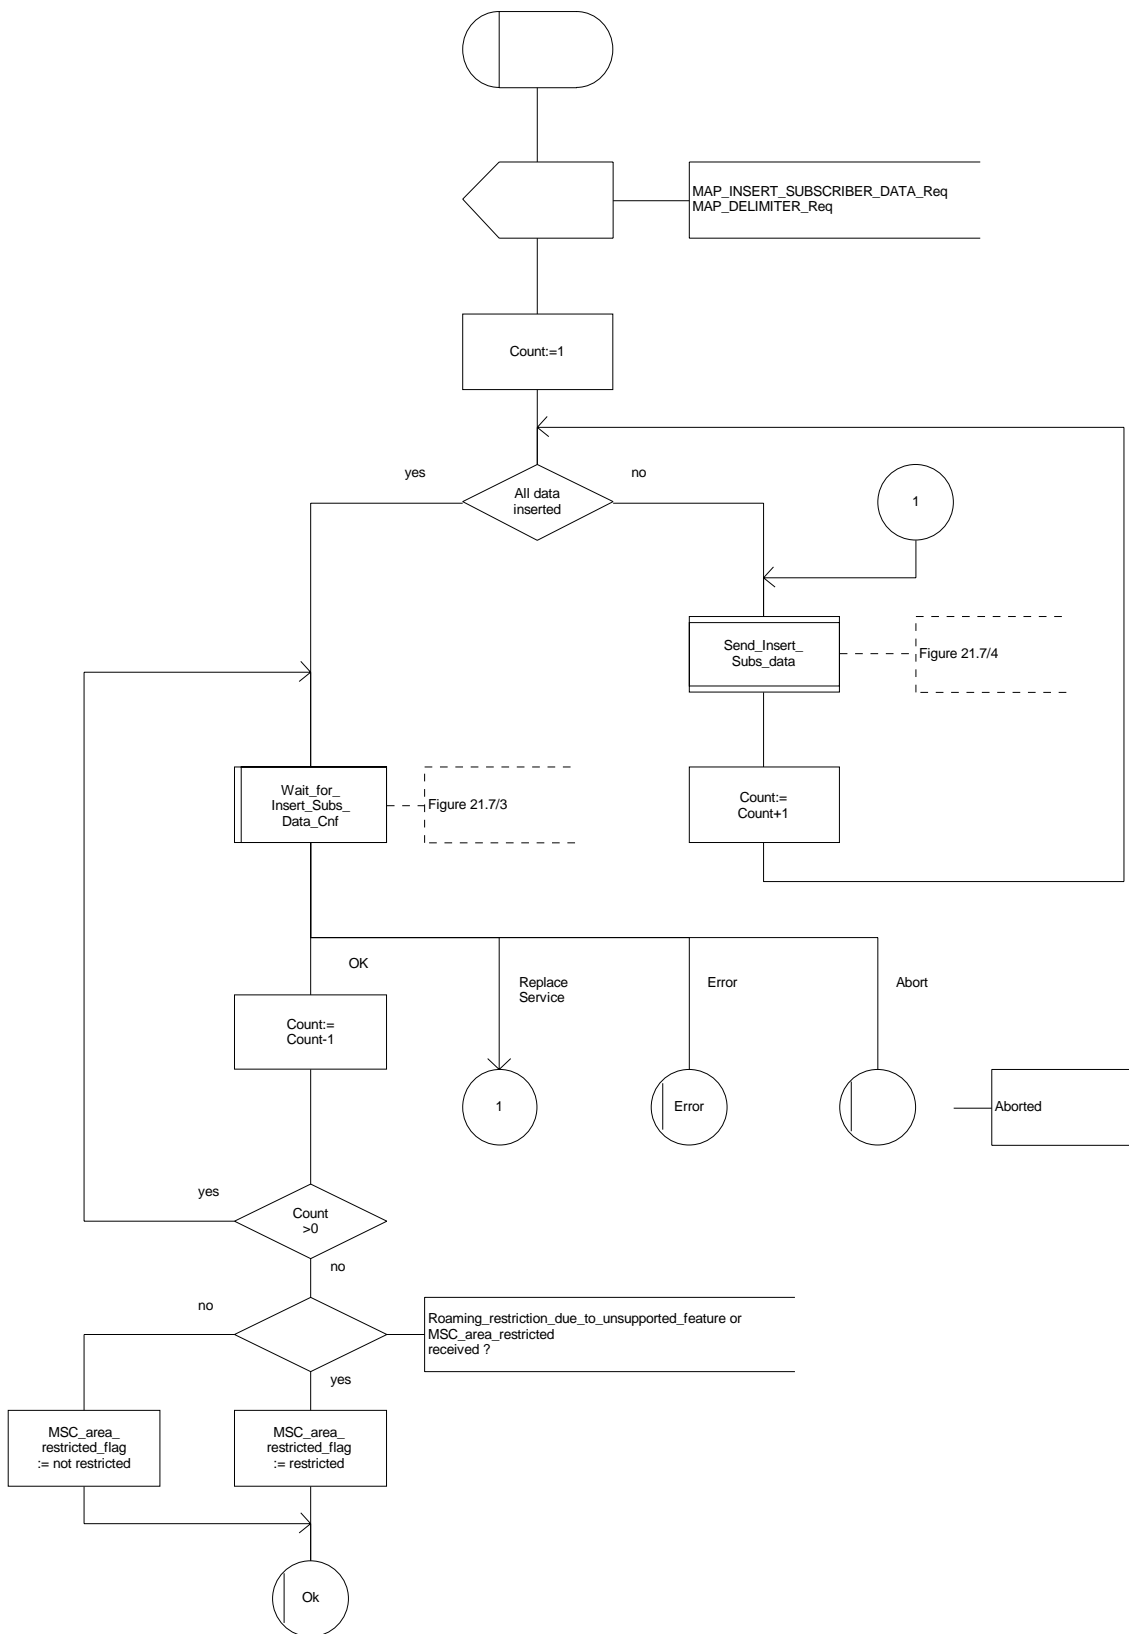 MAP_INSERT_SUBSCRIBER_DATA_Req
MAP_DELIMITER_Req
Count:=1
yes
no
All data
inserted
1
Send_Insert_
Subs_data
Figure 21.7/4
Wait_for_
Insert_Subs_
Data_Cnf
Figure 21.7/3
Count:=
Count+1
OK
Replace
Service
Error
Abort
Count:=
Count-1
1
Error
Aborted
yes
Count
>0
no
no
Roaming_restriction_due_to_unsupported_feature or
MSC_area_restricted
received ?
yes
MSC_area_
restricted_flag
:= not restricted
MSC_area_
restricted_flag
:= restricted
Ok